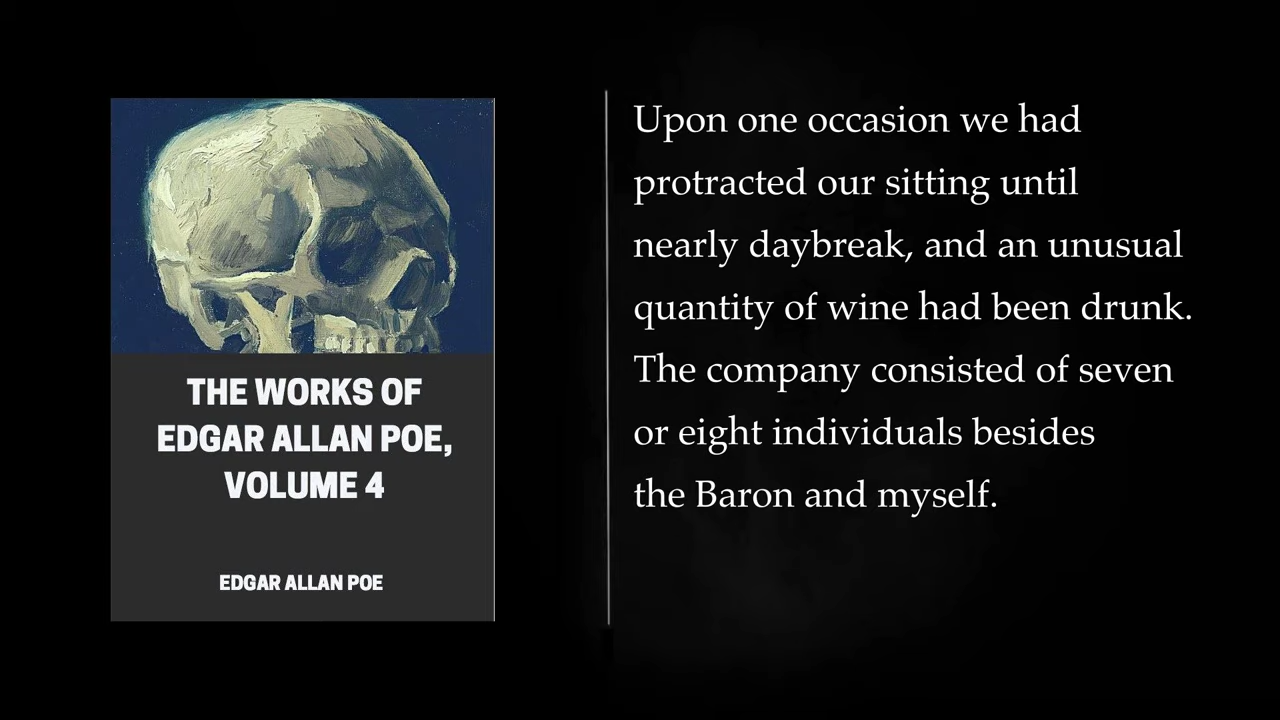 THE WORKS OF
EDGAR ALLAN POE,
VOLUME 4
EDGAR ALLAN POE
Upon one occasion we had
protracted our sitting until
nearly daybreak, and an unusual
quantity of wine had been drunk.
The company consisted of seven
or eight individuals besides
the Baron and myself.